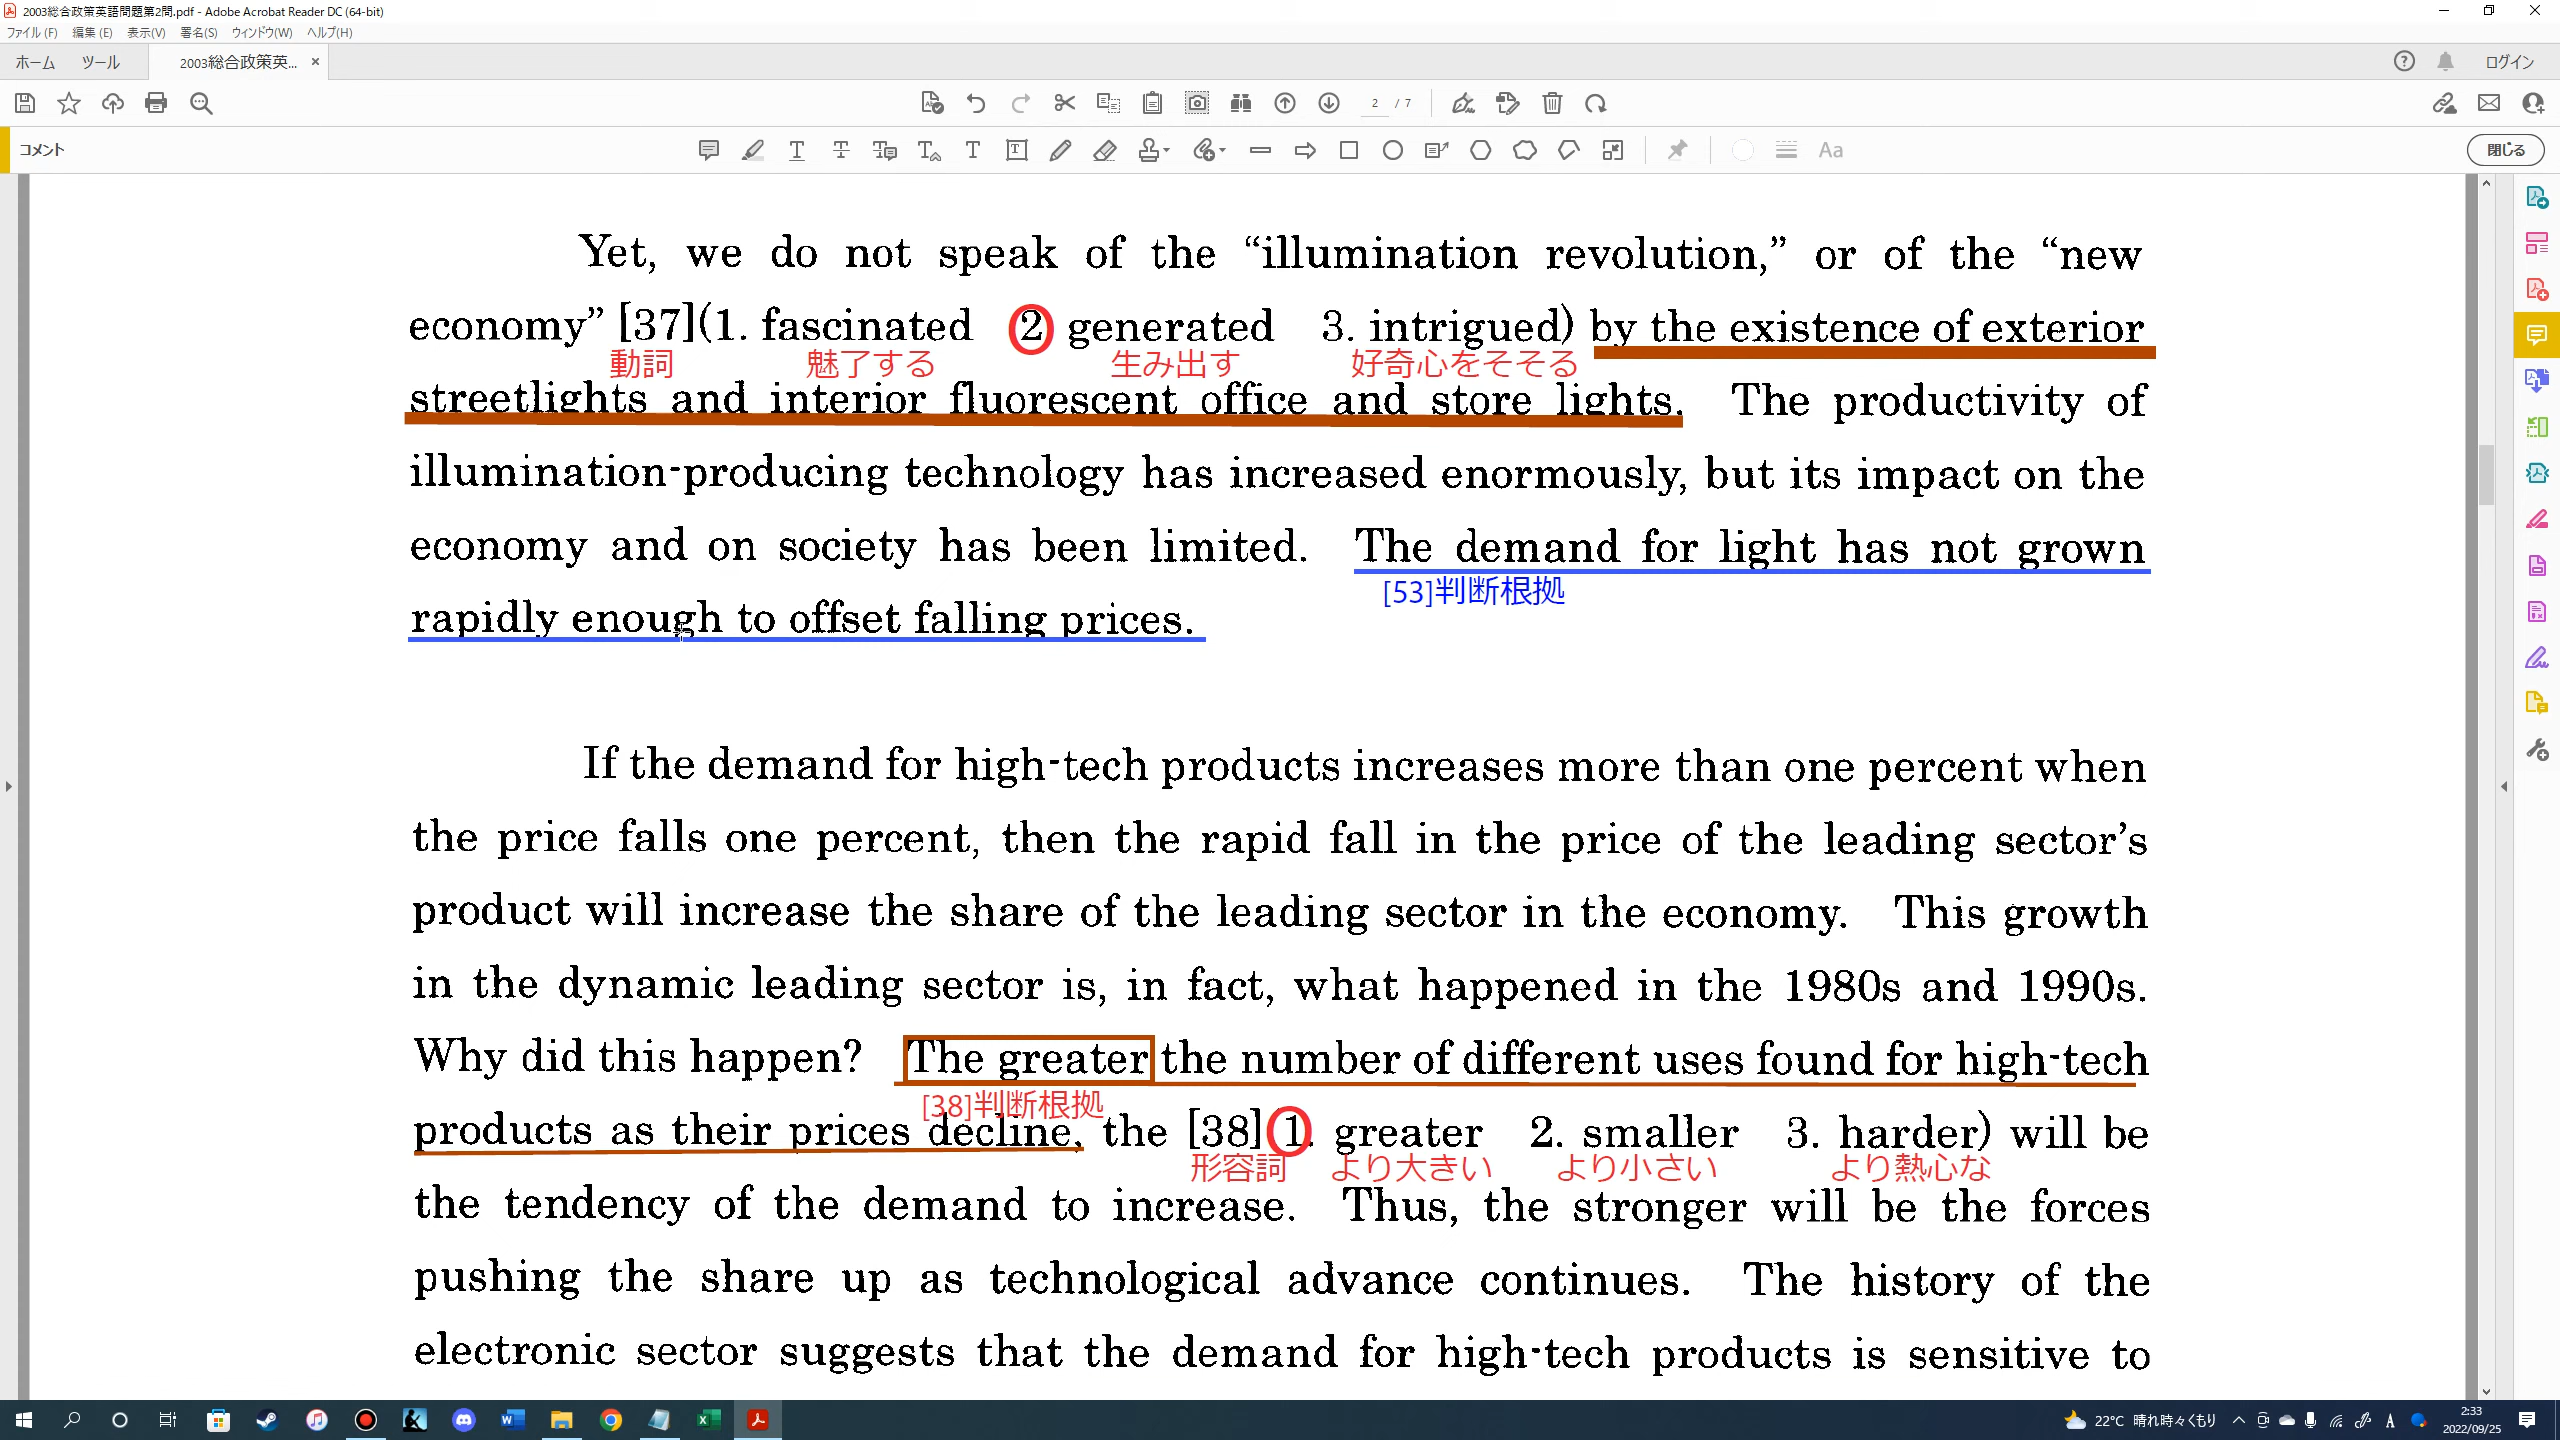 2003総合政策英語問題第2問.pdf - Adobe Acrobat Reader DC (64-bit)
ファイル(F) 編集(E) 表示(V) 署名(S) ウィンドウ(W) ヘルプ(H)
ホーム ツール 2003総合政策英... × ログイン
2 / 7
コメント Aa 閉じる
Yet, we do not speak of the “illumination revolution,” or of the “new
economy” [37](1. fascinated 2 generated 3. intrigued) by the existence of exterior
動詞 魅了する 生み出す 好奇心をそそる
streetlights and interior fluorescent office and store lights. The productivity of
illumination-producing technology has increased enormously, but its impact on the
economy and on society has been limited. The demand for light has not grown
[53]判断根拠
rapidly enough to offset falling prices.
If the demand for high-tech products increases more than one percent when
the price falls one percent, then the rapid fall in the price of the leading sector’s
product will increase the share of the leading sector in the economy. This growth
in the dynamic leading sector is, in fact, what happened in the 1980s and 1990s.
Why did this happen? The greater the number of different uses found for high-tech
[38]判断根拠
products as their prices decline, the [38](1. greater 2. smaller 3. harder) will be
形容詞 より大きい より小さい より熱心な
the tendency of the demand to increase. Thus, the stronger will be the forces
pushing the share up as technological advance continues. The history of the
electronic sector suggests that the demand for high-tech products is sensitive to
22°C 晴れ時々くもり A 2:33
2022/09/25